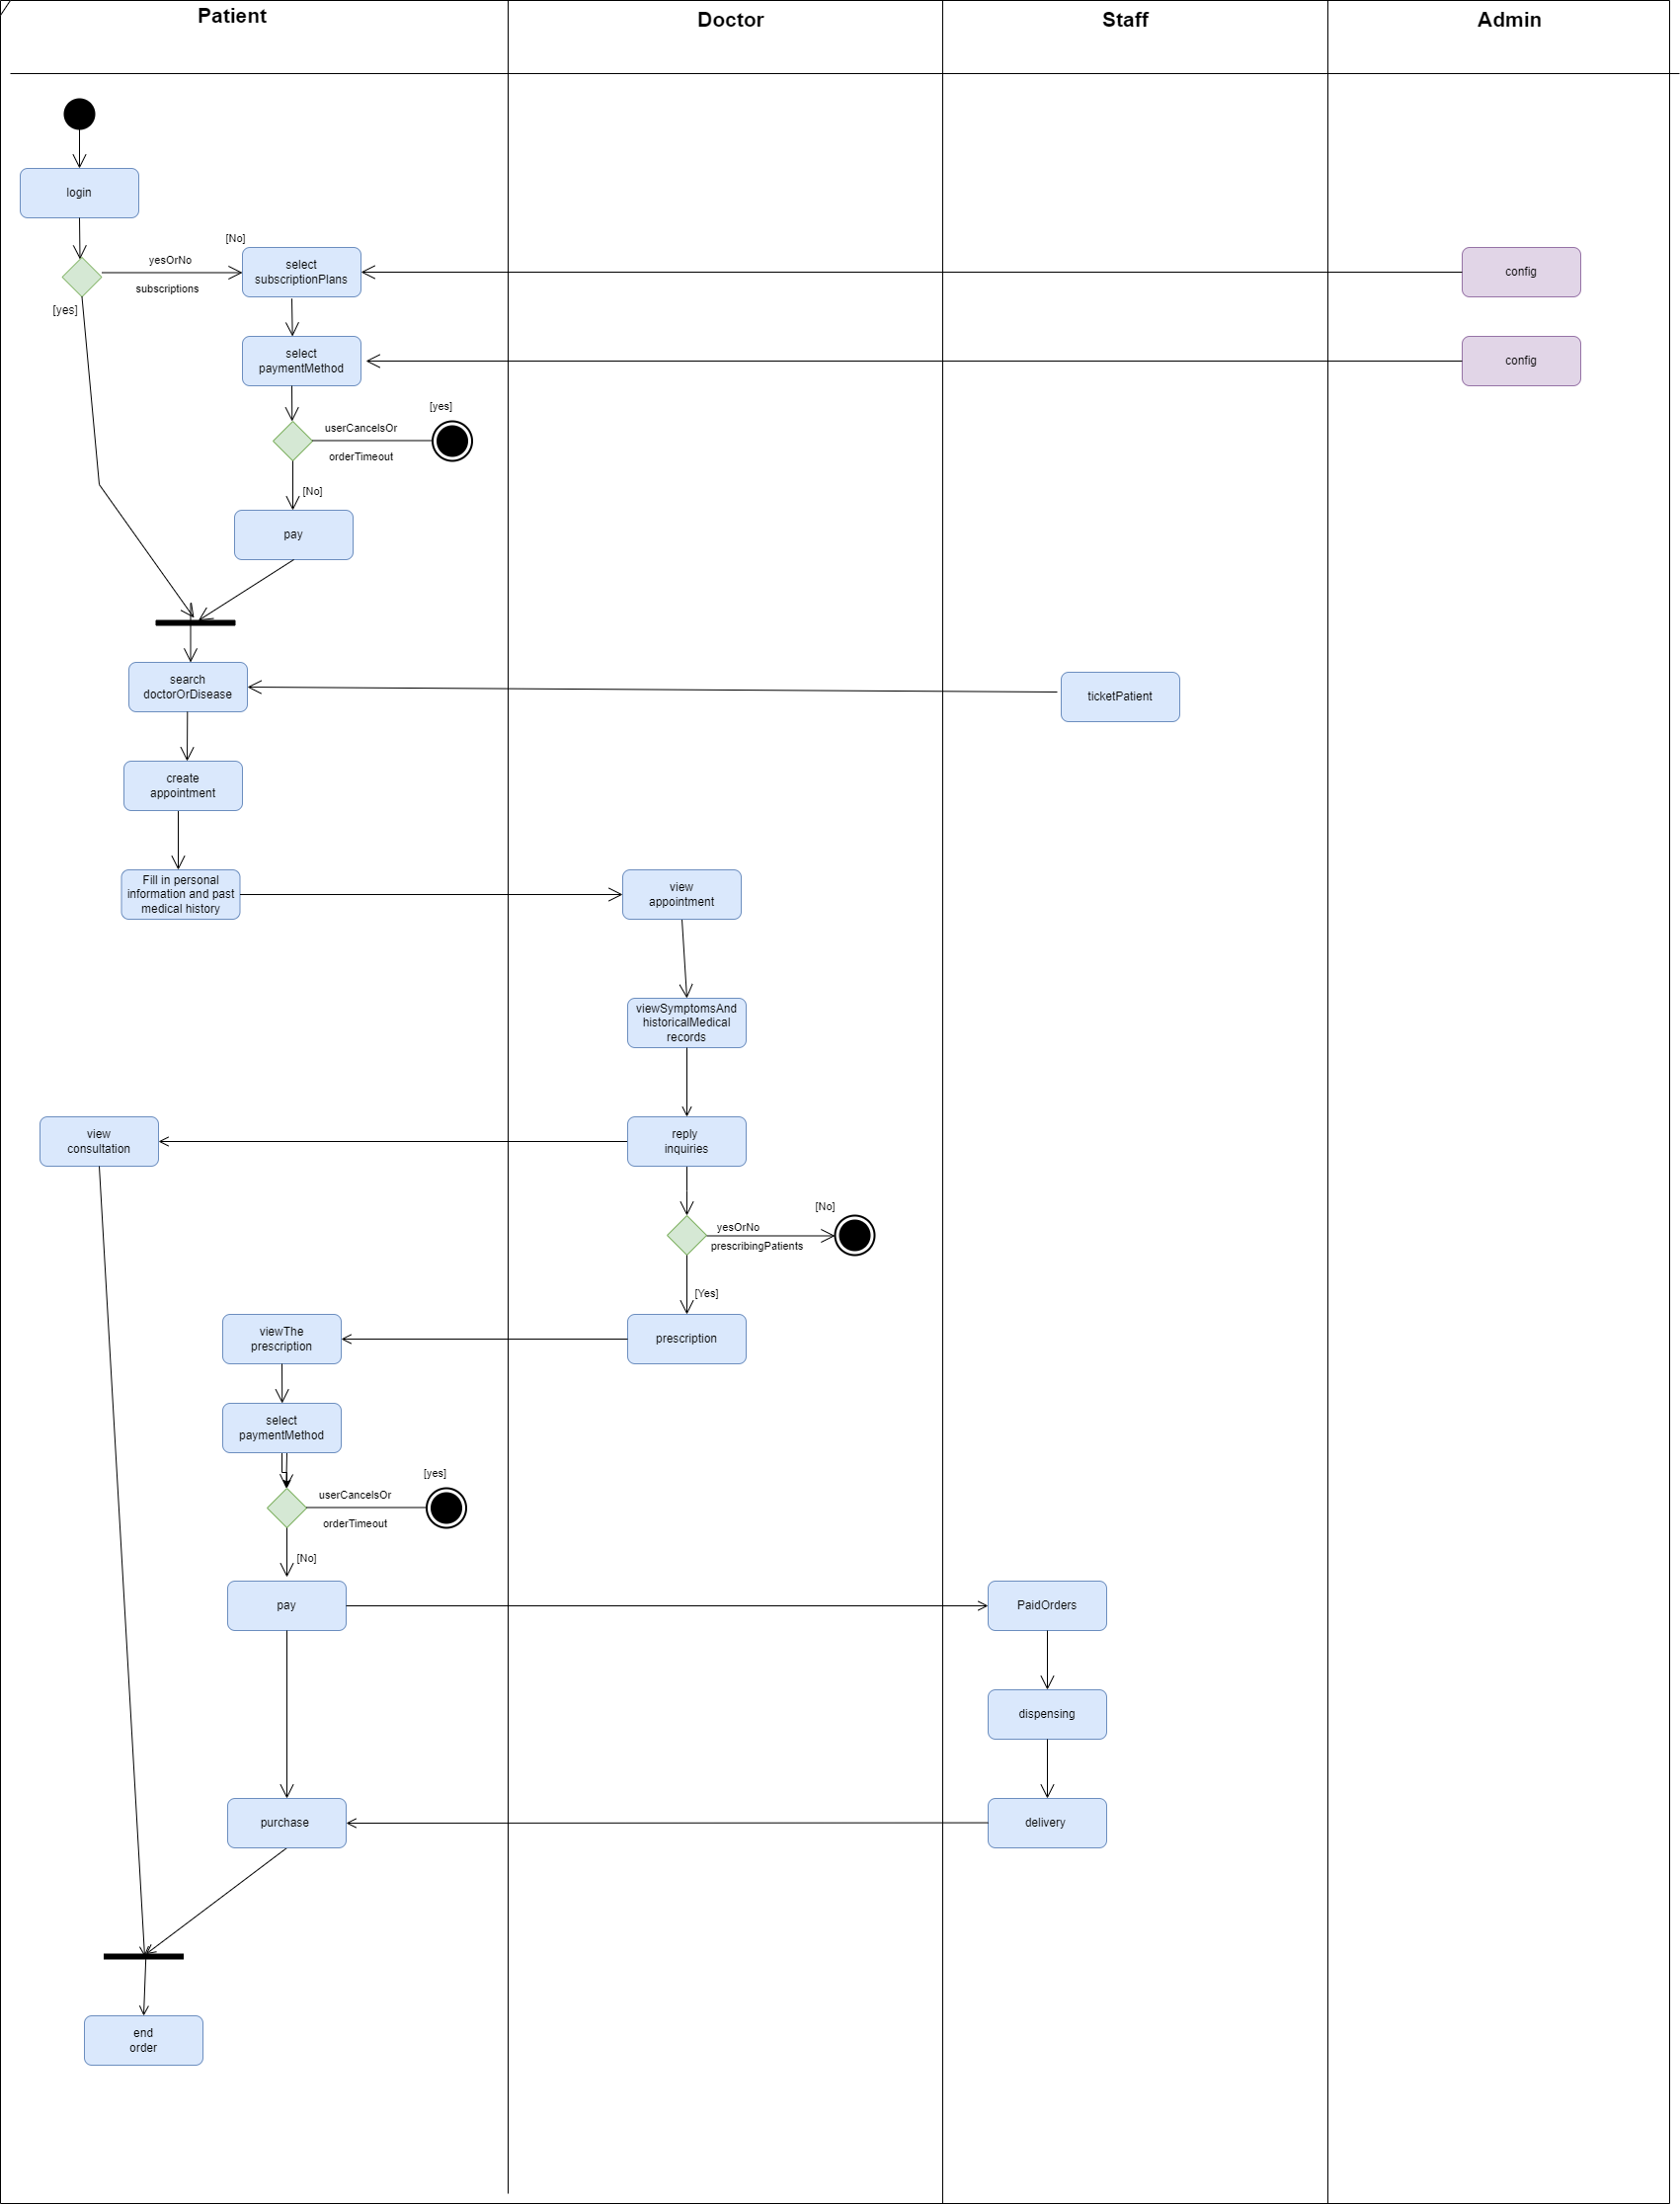 Patient
Doctor
Staff
Admin
login
[No]
yesOrNo
subscriptions
[yes]
select
subscriptionPlans
config
select
paymentMethod
config
[yes]
userCancelsOr
orderTimeout
[No]
pay
search
doctorOrDisease
ticketPatient
create
appointment
Fill in personal
information and past
medical history
view
appointment
viewSymptomsAnd
historicalMedical
records
view
consultation
reply
inquiries
[No]
yesOrNo
prescribingPatients
[Yes]
viewThe
prescription
prescription
select
paymentMethod
[yes]
userCancelsOr
orderTimeout
[No]
pay
PaidOrders
dispensing
purchase
delivery
end
order